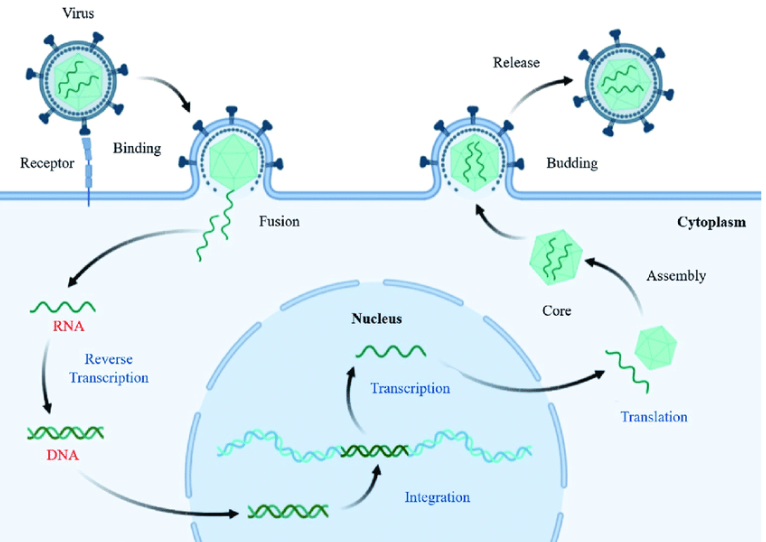 Virus
Release
Binding
Receptor
Budding
Fusion
Cytoplasm
Assembly
Core
RNA
Nucleus
Reverse
Transcription
Transcription
Translation
DNA
Integration